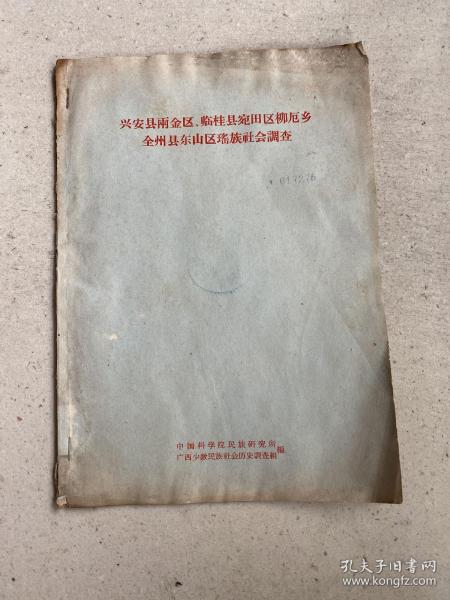 兴安县兩金区、临桂县宛田区柳厄乡
全州县东山区瑤族社会調查
017276
中国科学院民族研究所
广西少数民族社会历史調查組
編
孔夫子旧书网
www.kongfz.com